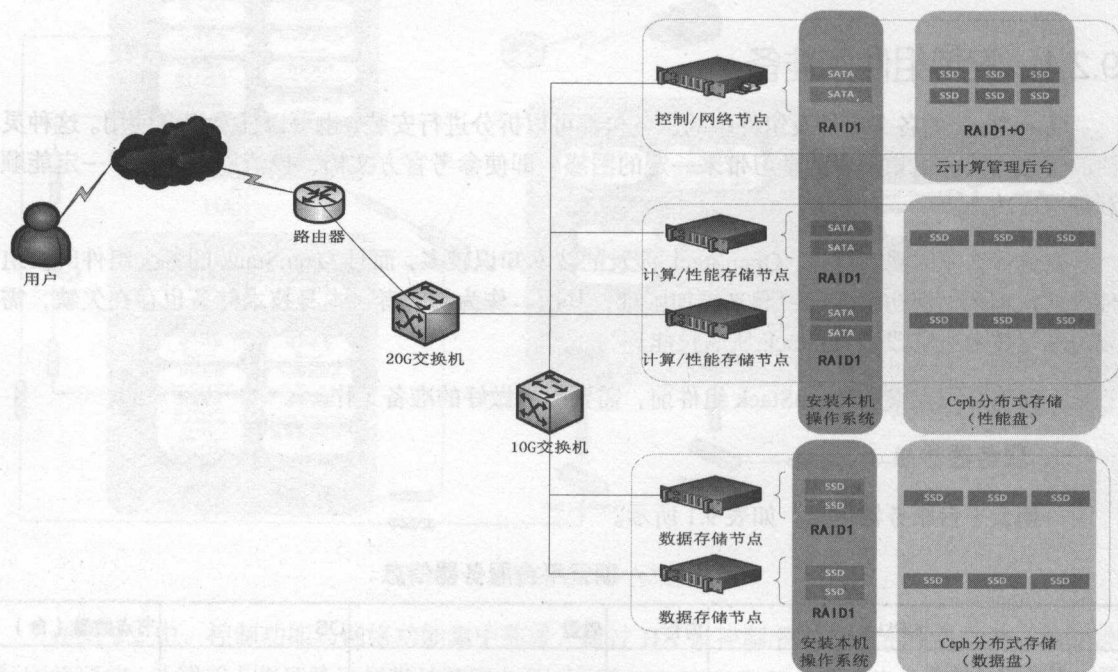 SATA
SATA
RAID1
控制/网络节点
SSD SSD SSD
SSD SSD SSD
RAID1+0
云计算管理后台
用户
路由器
20G交换机
10G交换机
SATA
SATA
RAID1
计算/性能存储节点
SSD SSD SSD
SATA
SATA
RAID1
计算/性能存储节点
SSD SSD SSD
安装本机
操作系统
Ceph分布式存储
(性能盘)
SSD
SSD
RAID1
数据存储节点
SSD SSD SSD
SSD
SSD
RAID1
数据存储节点
SSD SSD SSD
安装本机
操作系统
Ceph分布式存储
(数据盘)